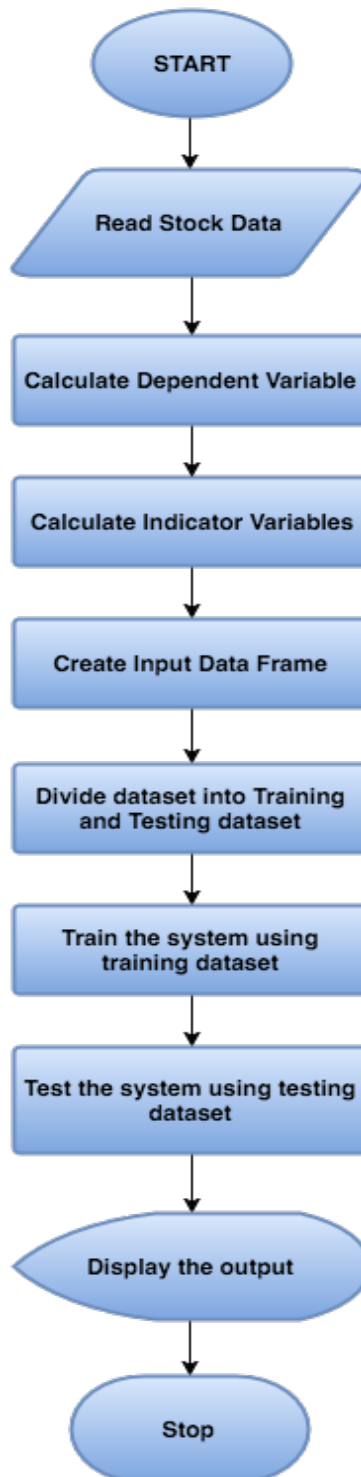 START
Read Stock Data
Calculate Dependent Variable
Calculate Indicator Variables
Create Input Data Frame
Divide dataset into Training
and Testing dataset
Train the system using
training dataset
Test the system using testing
dataset
Display the output
Stop